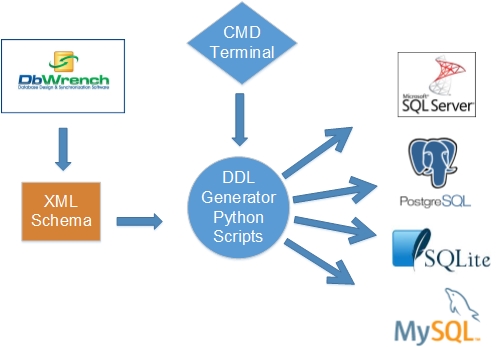 CMD
Terminal
DbWrench
Database Design & Synchronization Software
XML
Schema
DDL
Generator
Python
Scripts
Microsoft
SQL Server
PostgreSQL
SQLite
MySQL